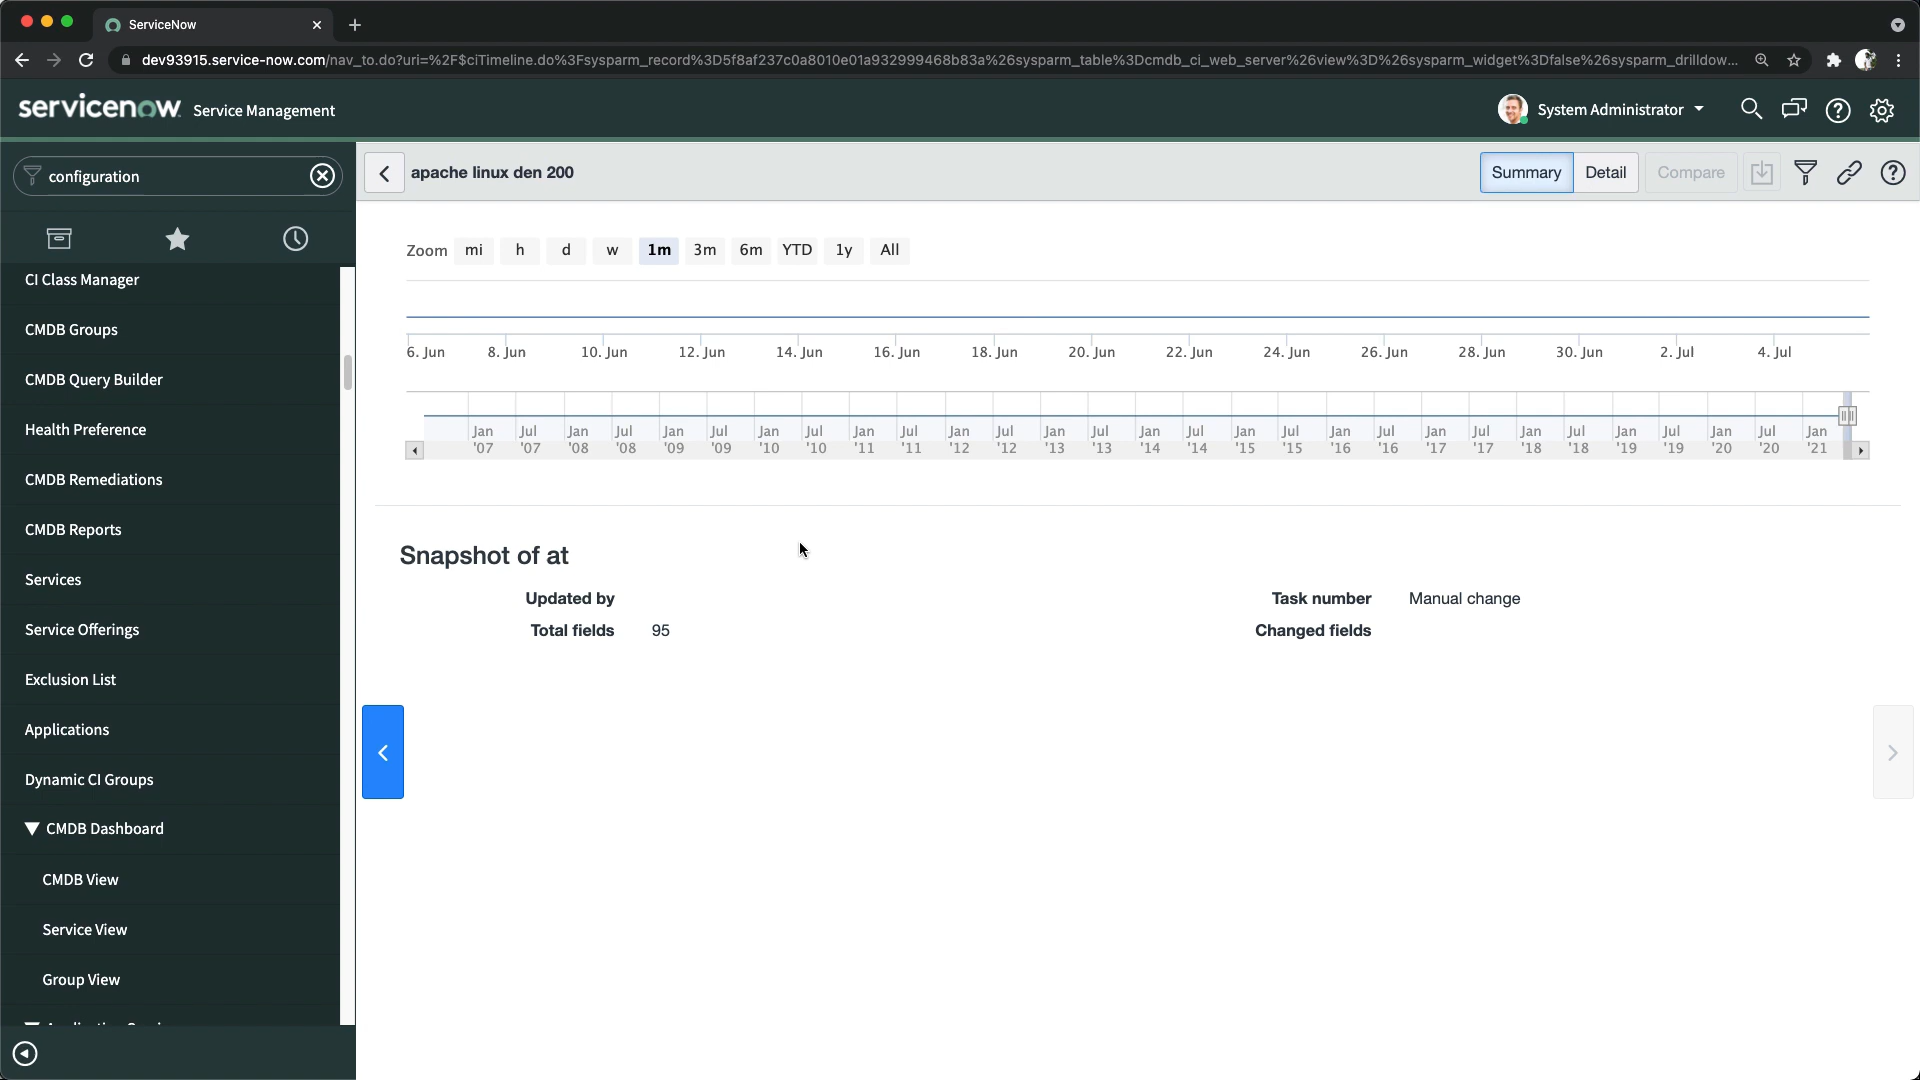 ServiceNow
dev93915.service-now.com/nav_to.do?uri=%2F$ciTimeline.do%3Fsysparm_record%3D5f8af237c0a8010e01a932999468b83a%26sysparm_table%3Dcmdb_ci_web_server%26view%3D%26sysparm_widget%3Dfalse%26sysparm_drilldow...
servicenow Service Management
System Administrator
configuration
apache linux den 200
Summary Detail Compare
CI Class Manager
CMDB Groups
CMDB Query Builder
Health Preference
CMDB Remediations
CMDB Reports
Services
Service Offerings
Exclusion List
Applications
Dynamic CI Groups
CMDB Dashboard
CMDB View
Service View
Group View
Zoom mi h d w 1m 3m 6m YTD 1y All
6. Jun 8. Jun 10. Jun 12. Jun 14. Jun 16. Jun 18. Jun 20. Jun 22. Jun 24. Jun 26. Jun 28. Jun 30. Jun 2. Jul 4. Jul
Jan Jul Jan Jul Jan Jul Jan Jul Jan Jul Jan Jul Jan Jul Jan Jul Jan Jul Jan Jul Jan Jul Jan Jul Jan Jul Jan Jul Jan
'07 '07 '08 '08 '09 '09 '10 '10 '11 '11 '12 '12 '13 '13 '14 '14 '15 '15 '16 '16 '17 '17 '18 '18 '19 '19 '20 '20 '21
Snapshot of at
Updated by
Task number Manual change
Total fields 95
Changed fields